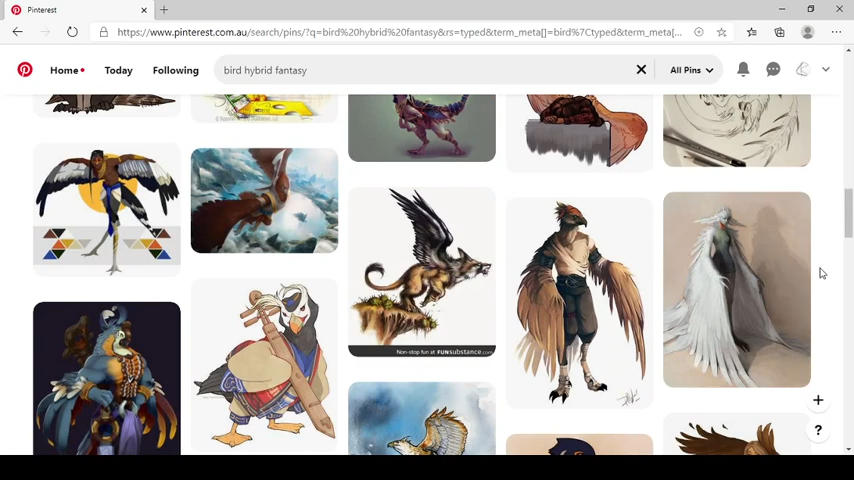 Pinterest
https://www.pinterest.com.au/search/pins/?q=bird%20hybrid%20fantasy&rs=typed&term_meta[]=bird%7Ctyped&term_meta[...
Home
Today
Following
bird hybrid fantasy
All Pins
Non-stop fun at FUNsubstance.com